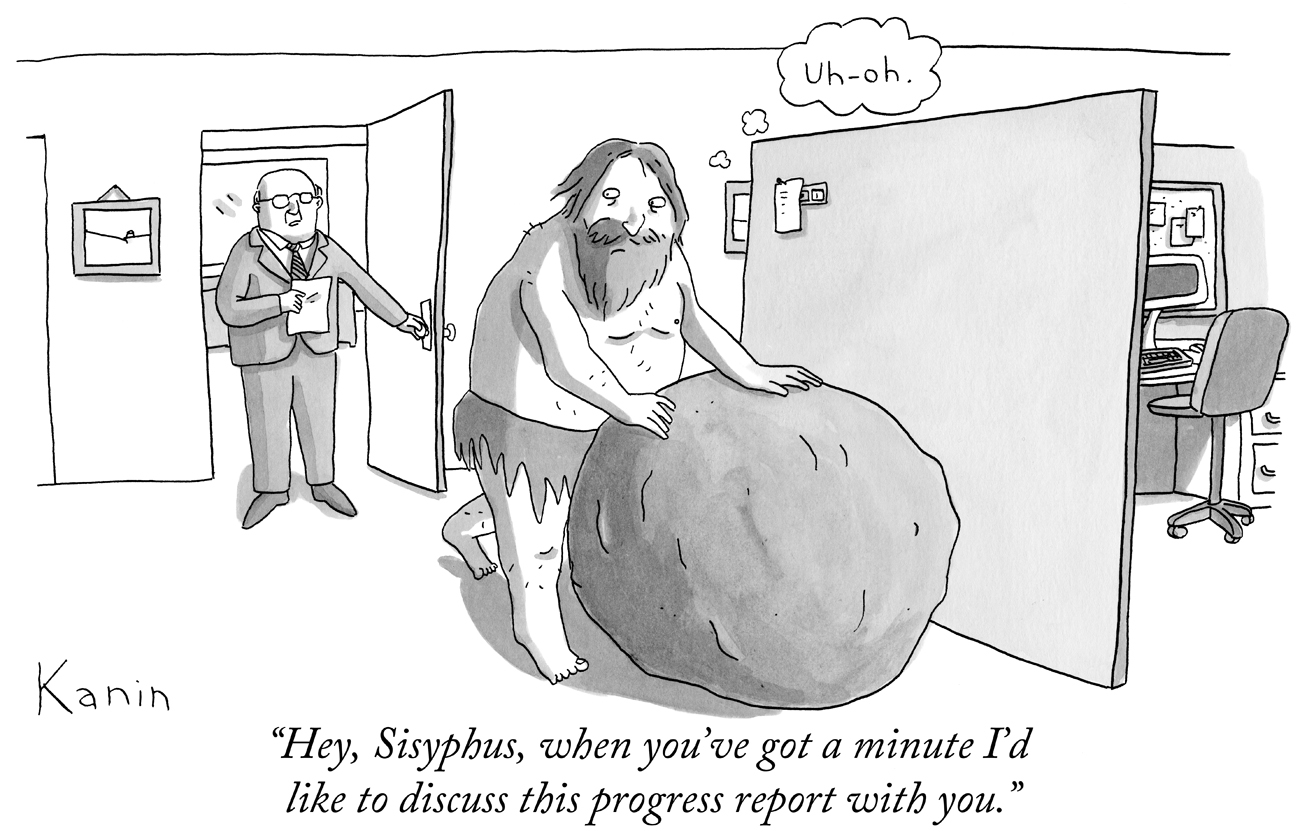 Uh-oh.
Kanin
“Hey, Sisyphus, when you’ve got a minute I’d
like to discuss this progress report with you.”